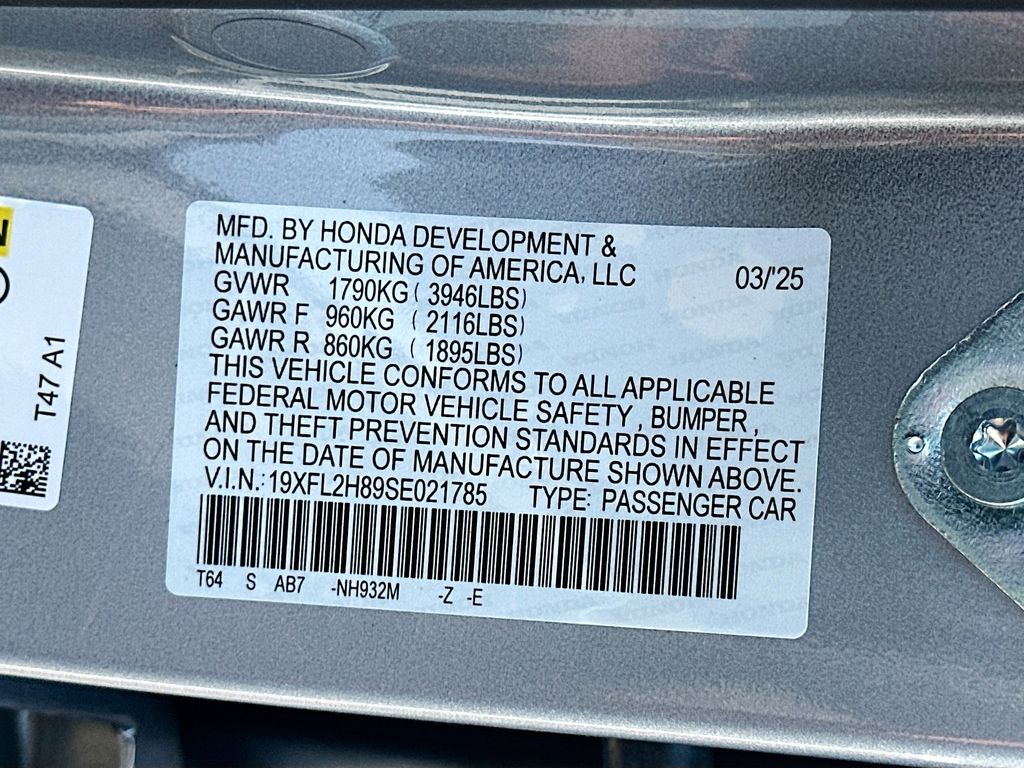 MFD. BY HONDA DEVELOPMENT &
MANUFACTURING OF AMERICA, LLC 03/'25
GVWR 1790KG ( 3946LBS)
GAWR F 960KG ( 2116LBS)
GAWR R 860KG ( 1895LBS)
THIS VEHICLE CONFORMS TO ALL APPLICABLE
FEDERAL MOTOR VEHICLE SAFETY , BUMPER ,
AND THEFT PREVENTION STANDARDS IN EFFECT
ON THE DATE OF MANUFACTURE SHOWN ABOVE.
V.I.N.: 19XFL2H89SE021785 TYPE: PASSENGER CAR
T64 S AB7 -NH932M -Z -E
T47 A1